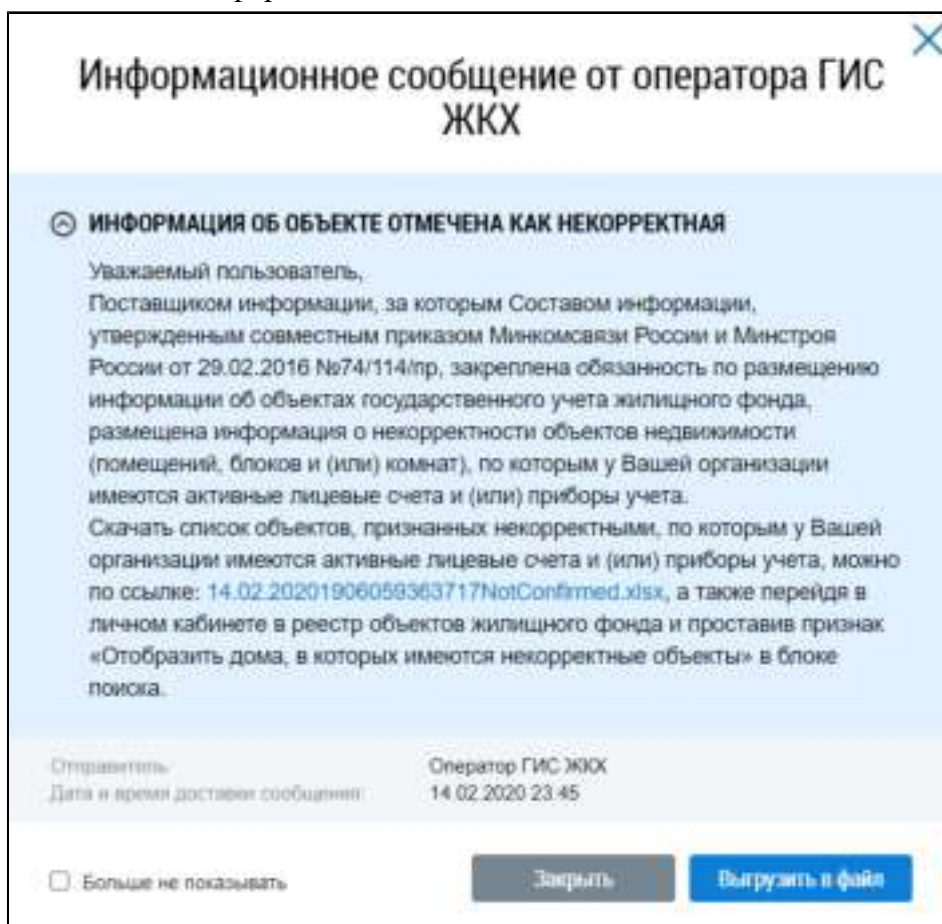 Информационное сообщение от оператора ГИС
ЖКХ
ИНФОРМАЦИЯ ОБ ОБЪЕКТЕ ОТМЕЧЕНА КАК НЕКОРРЕКТНАЯ
Уважаемый пользователь,
Поставщиком информации, за которым Составом информации,
утвержденным совместным приказом Минкомсвязи России и Минстроя
России от 29.02.2016 №74/114/пр, закреплена обязанность по размещению
информации об объектах государственного учета жилищного фонда,
размещена информация о некорректности объектов недвижимости
(помещений, блоков и (или) комнат), по которым у Вашей организации
имеются активные лицевые счета и (или) приборы учета.
Скачать список объектов, признанных некорректными, по которым у Вашей
организации имеются активные лицевые счета и (или) приборы учета, можно
по ссылке: 14.02.20201906059363717NotConfirmed.xlsx, а также перейдя в
личном кабинете в реестр объектов жилищного фонда и проставив признак
«Отобразить дома, в которых имеются некорректные объекты» в блоке
поиска.
Отправитель: Оператор ГИС ЖКХ
Дата и время доставки сообщения: 14.02.2020 23:45
Больше не показывать Закрыть Выгрузить в файл